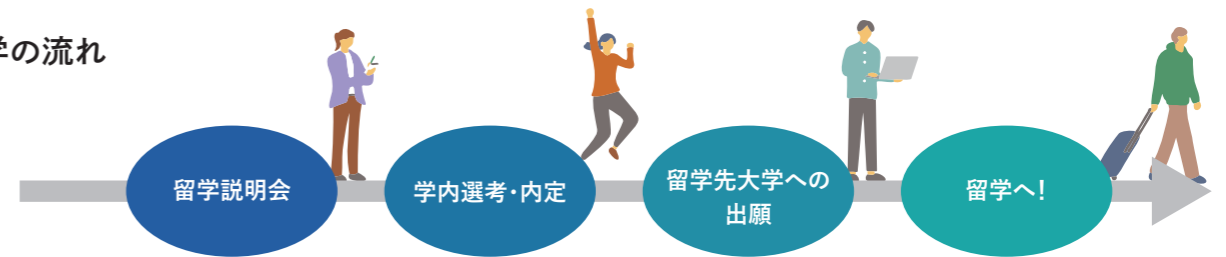 学の流れ
留学説明会
学内選考・内定
留学先大学への
出願
留学へ!